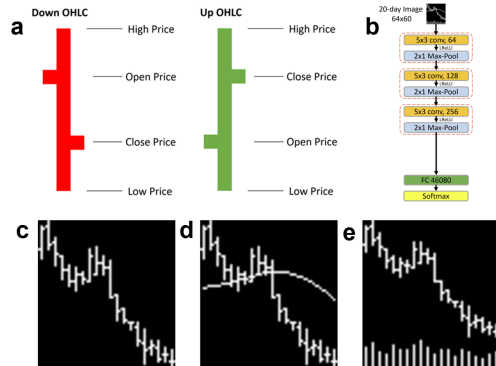 a
Down OHLC
High Price
Open Price
Close Price
Low Price
Up OHLC
High Price
Close Price
Open Price
Low Price
b
20-day Image
64x60
5x3 conv, 64
LReLU
2x1 Max-Pool
5x3 conv, 128
LReLU
2x1 Max-Pool
5x3 conv, 256
LReLU
2x1 Max-Pool
FC 46080
Softmax
c
d
e